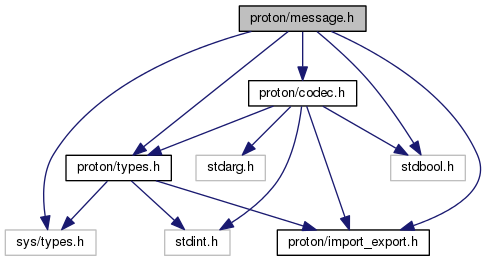 proton/message.h
proton/codec.h
proton/types.h
stdarg.h
stdbool.h
sys/types.h
stdint.h
proton/import_export.h